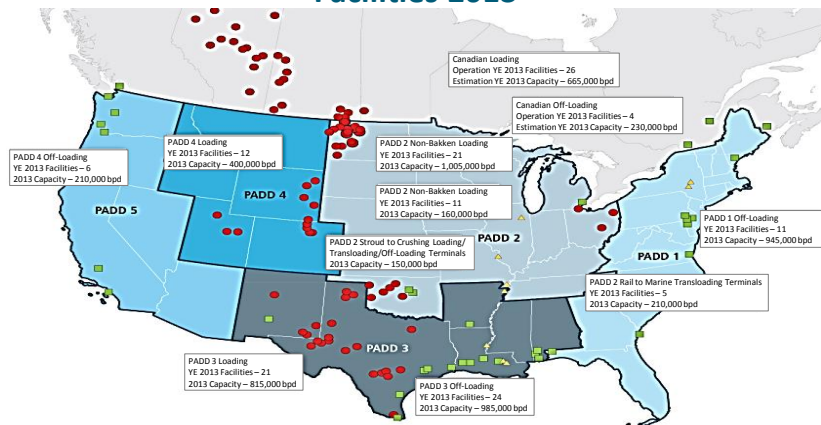 Canadian Loading
Operation YE 2013 Facilities – 26
Estimation YE 2013 Capacity – 665,000 bpd
Canadian Off-Loading
Operation YE 2013 Facilities – 4
Estimation YE 2013 Capacity – 230,000 bpd
PADD 4 Off-Loading
YE 2013 Facilities – 6
2013 Capacity – 210,000 bpd
PADD 4 Loading
YE 2013 Facilities – 12
2013 Capacity – 400,000 bpd
PADD 2 Non-Bakken Loading
YE 2013 Facilities – 21
2013 Capacity – 1,005,000 bpd
PADD 2 Non-Bakken Loading
YE 2013 Facilities – 11
2013 Capacity – 160,000 bpd
PADD 4
PADD 5
PADD 2
PADD 1 Off-Loading
YE 2013 Facilities – 11
2013 Capacity – 945,000 bpd
PADD 2 Stroud to Crushing Loading/
Transloading/Off-Loading Terminals
2013 Capacity – 150,000 bpd
PADD 1
PADD 2 Rail to Marine Transloading Terminals
YE 2013 Facilities – 5
2013 Capacity – 210,000 bpd
PADD 3
PADD 3 Loading
YE 2013 Facilities – 21
2013 Capacity – 815,000 bpd
PADD 3 Off-Loading
YE 2013 Facilities – 24
2013 Capacity – 985,000 bpd